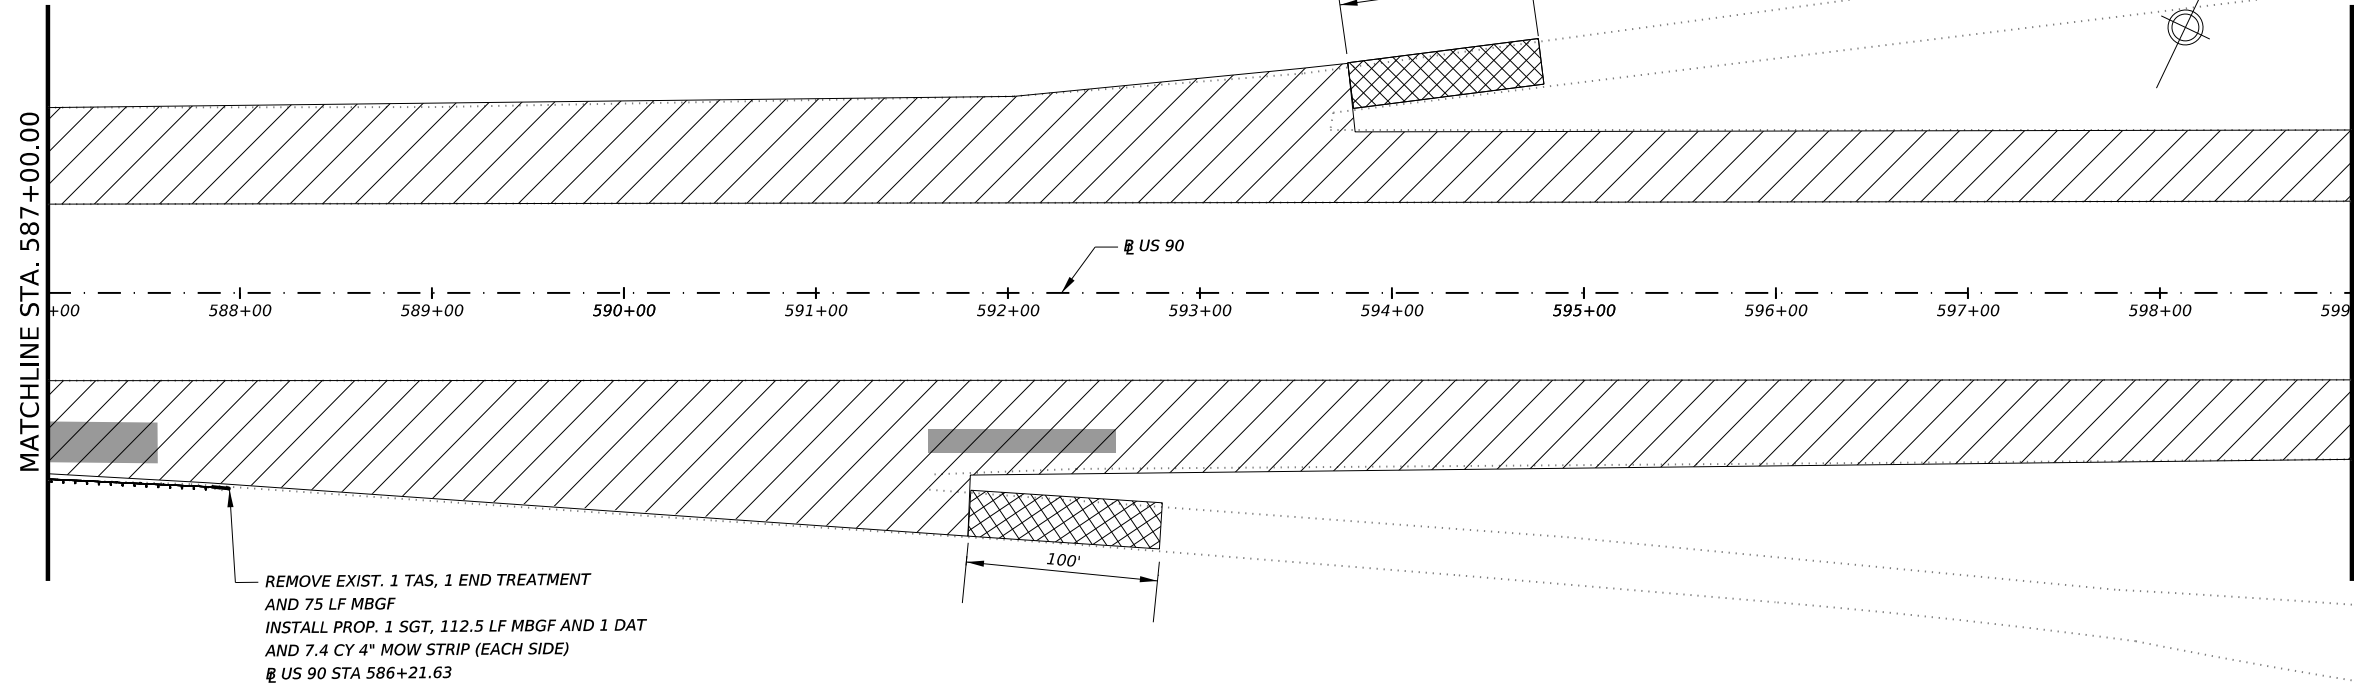 MATCHLINE STA. 587+00.00
℄ US 90
+00 588+00 589+00 590+00 591+00 592+00 593+00 594+00 595+00 596+00 597+00 598+00 599
100'
REMOVE EXIST. 1 TAS, 1 END TREATMENT
AND 75 LF MBGF
INSTALL PROP. 1 SGT, 112.5 LF MBGF AND 1 DAT
AND 7.4 CY 4" MOW STRIP (EACH SIDE)
BL US 90 STA 586+21.63